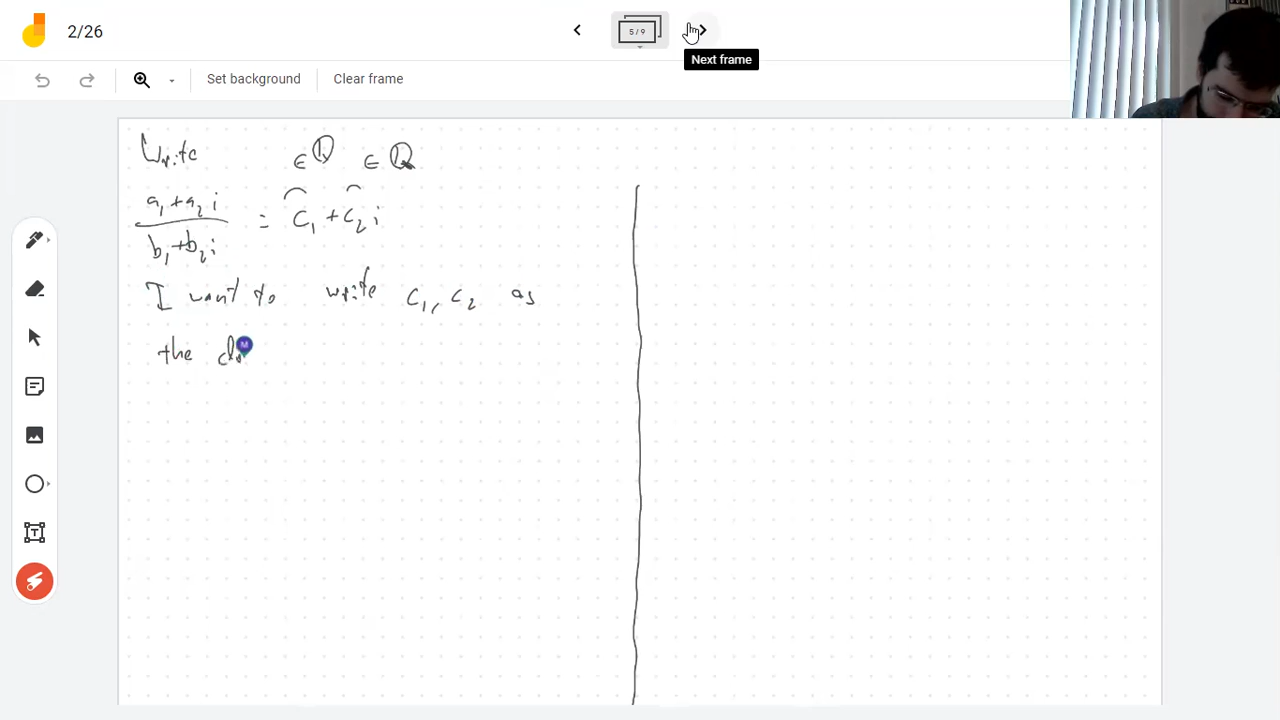 2/26
5/9
Next frame
Set background
Clear frame
Write ∈ℚ ∈ℚ
a₁+a₂i
b₁+b₂i
= c₁+c₂i
I want to write c₁, c₂ as
the
M
T